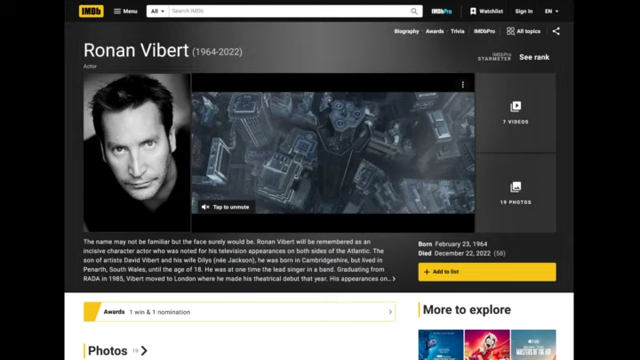 IMDb Menu All Search IMDb IMDbPro Watchlist Sign In EN
Biography Awards Trivia IMDbPro All topics
Ronan Vibert (1964-2022)
Actor
IMDbPro
STARMETER
See rank
7 VIDEOS
Tap to unmute
19 PHOTOS
The name may not be familiar but the face surely would be. Ronan Vibert will be remembered as an
incisive character actor who was noted for his television appearances on both sides of the Atlantic. The
son of artists David Vibert and his wife Dilys (née Jackson), he was born in Cambridgeshire, but lived in
Penarth, South Wales, until the age of 18. He was at one time the lead singer in a band. Graduating from
RADA in 1985, Vibert moved to London where he made his theatrical debut that year. His appearances on...
Born February 23, 1964
Died December 22, 2022 (58)
+ Add to list
Awards 1 win & 1 nomination
More to explore
Photos 19
MASTERS OF THE AIR